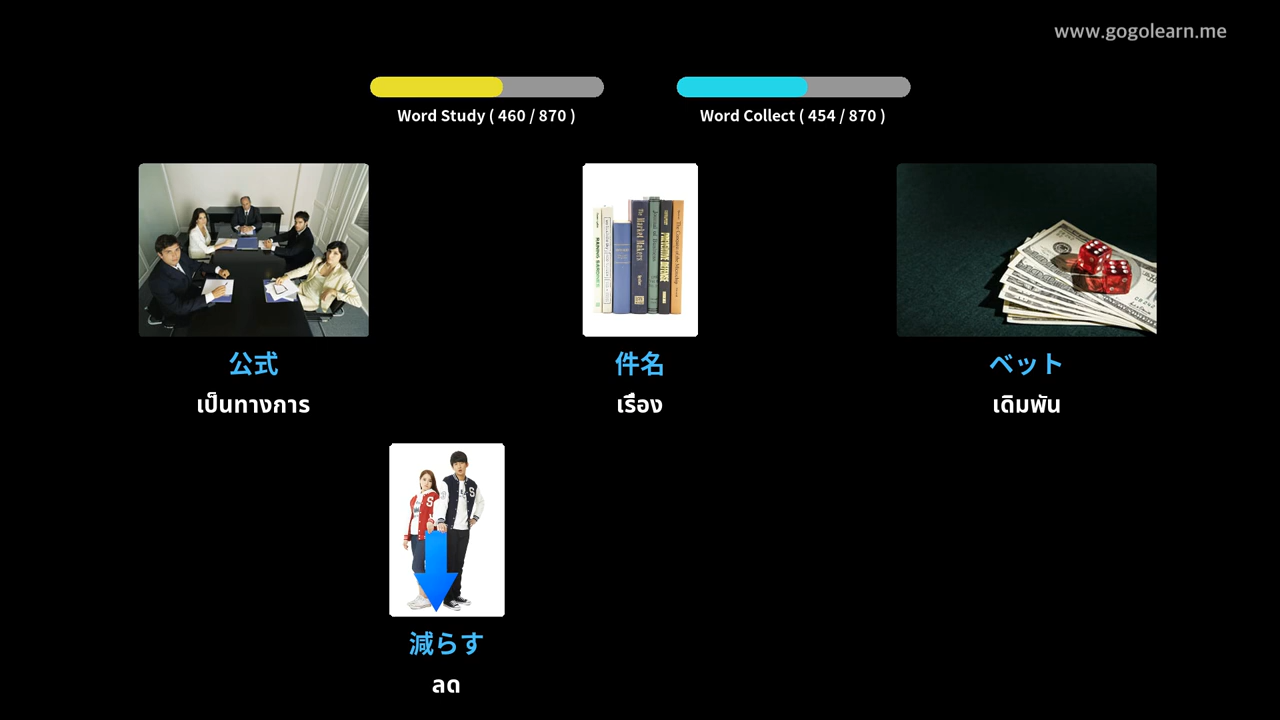 www.gogolearn.me
Word Study ( 460 / 870 )
Word Collect ( 454 / 870 )
公式
เป็นทางการ
件名
เรื่อง
ベット
เดิมพัน
減らす
ลด